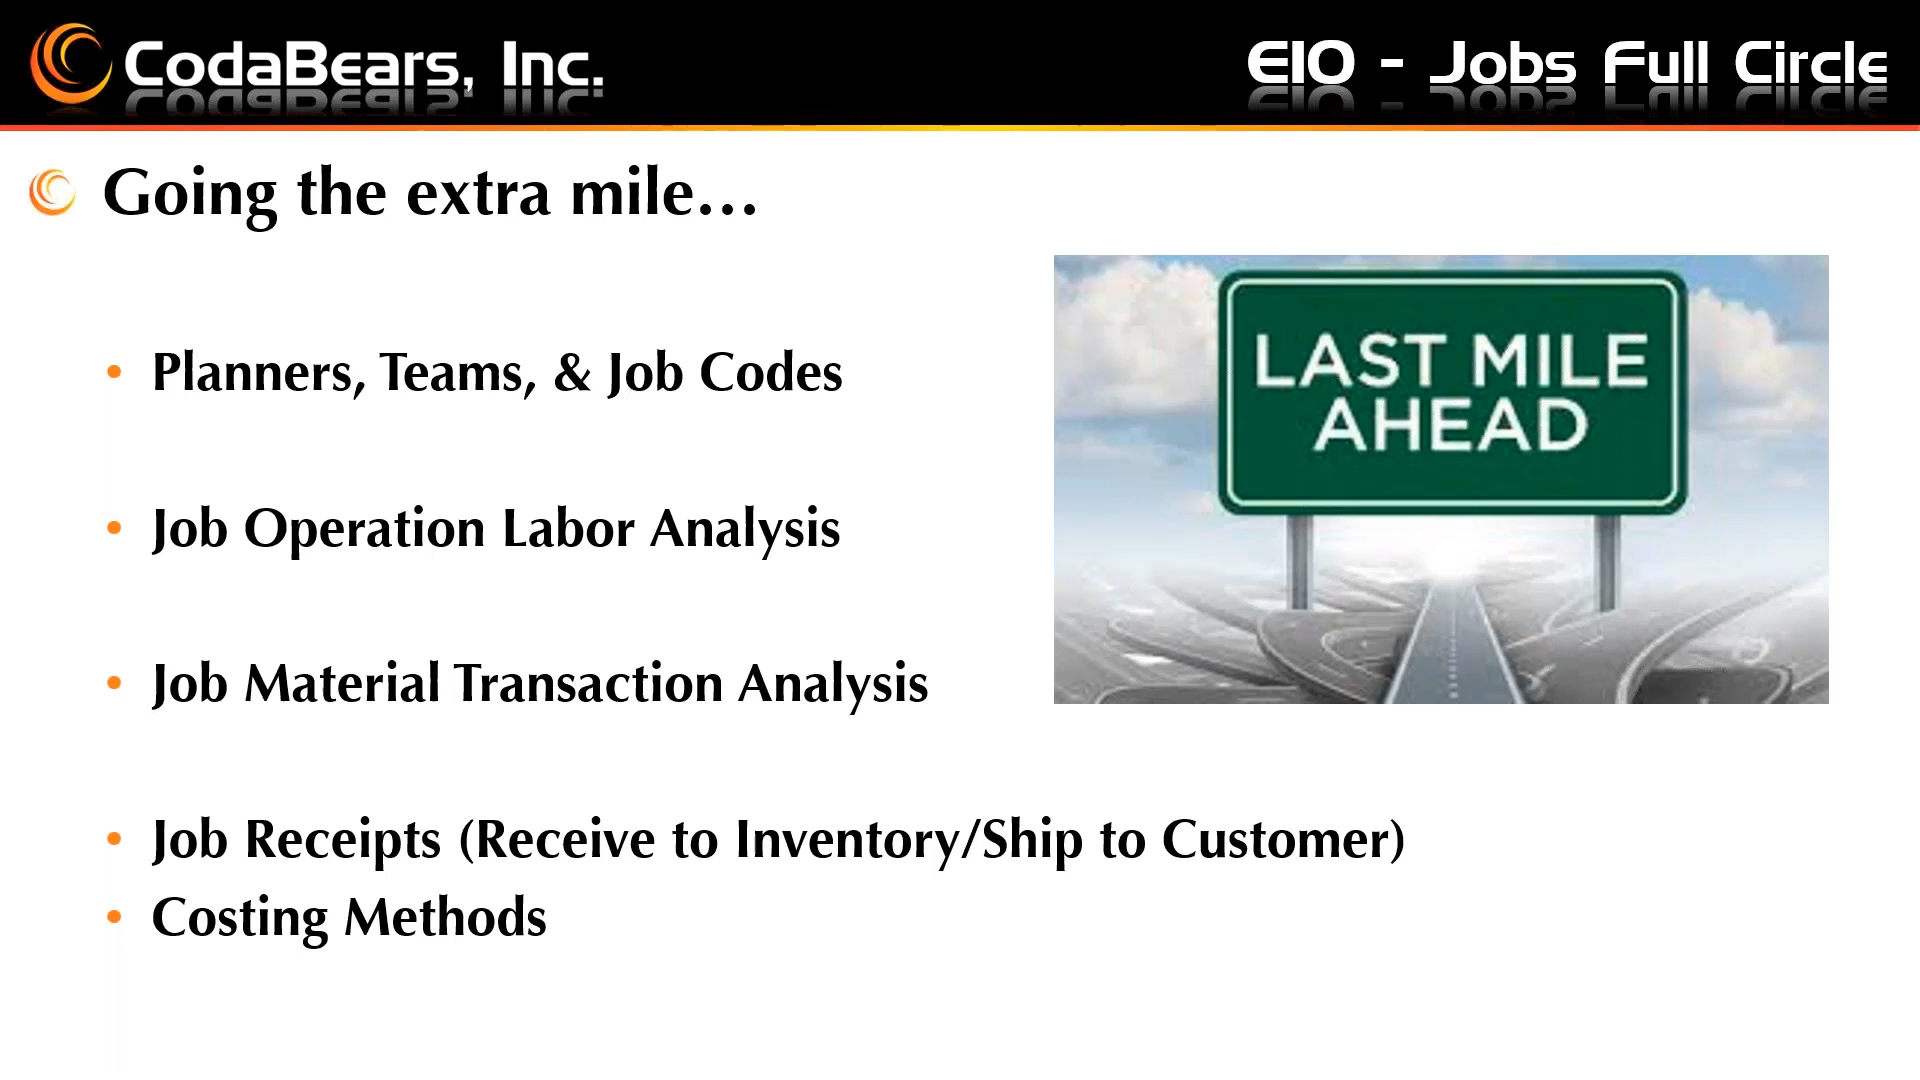 CodaBears, Inc.
EIO - Jobs Full Circle
Going the extra mile…
• Planners, Teams, & Job Codes
• Job Operation Labor Analysis
• Job Material Transaction Analysis
• Job Receipts (Receive to Inventory/Ship to Customer)
• Costing Methods
LAST MILE
AHEAD